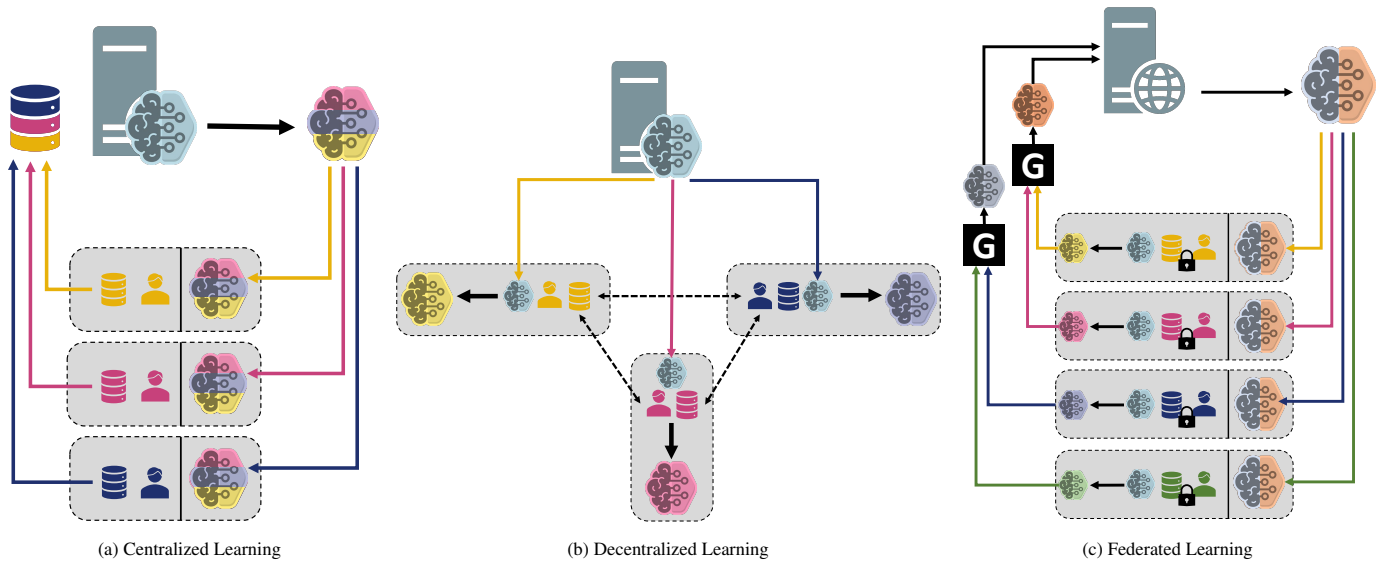 G
G
(a) Centralized Learning
(b) Decentralized Learning
(c) Federated Learning